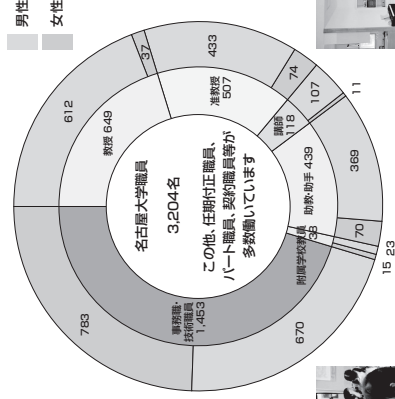 男性
女性
名古屋大学職員
3,204名
この他、任期付正職員、
パート職員、契約職員等が
多数働いています
教授 649
612
37
准教授
507
433
74
講師
118
107
11
助教・助手 439
369
70
附属学校教員
38
23
15
事務職・
技術職員
1,453
670
783